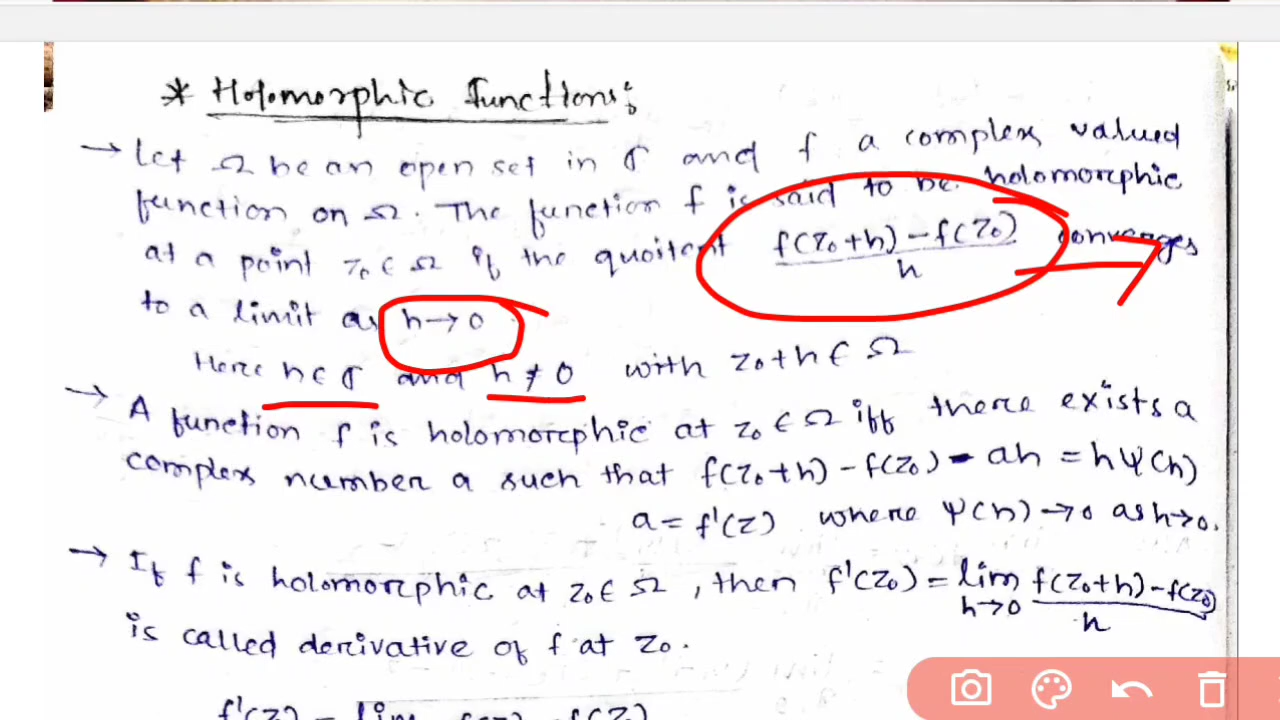 * Holomorphic functions:
→ Let Ω be an open set in ℂ and f a complex valued
function on Ω. The function f is said to be holomorphic
at a point z₀ ∈ Ω if the quoitent f(z₀+h) - f(z₀) / h converges
to a limit as h → 0.
Here h ∈ ℂ and h ≠ 0 with z₀+h ∈ Ω
→ A function f is holomorphic at z₀ ∈ Ω iff there exists a
complex number a such that f(z₀+h) - f(z₀) - ah = hψ(h)
a = f'(z) where ψ(h) → 0 as h→0.
→ If f is holomorphic at z₀ ∈ Ω, then f'(z₀) = lim h→0 f(z₀+h) - f(z₀) / h
is called derivative of f at z₀.